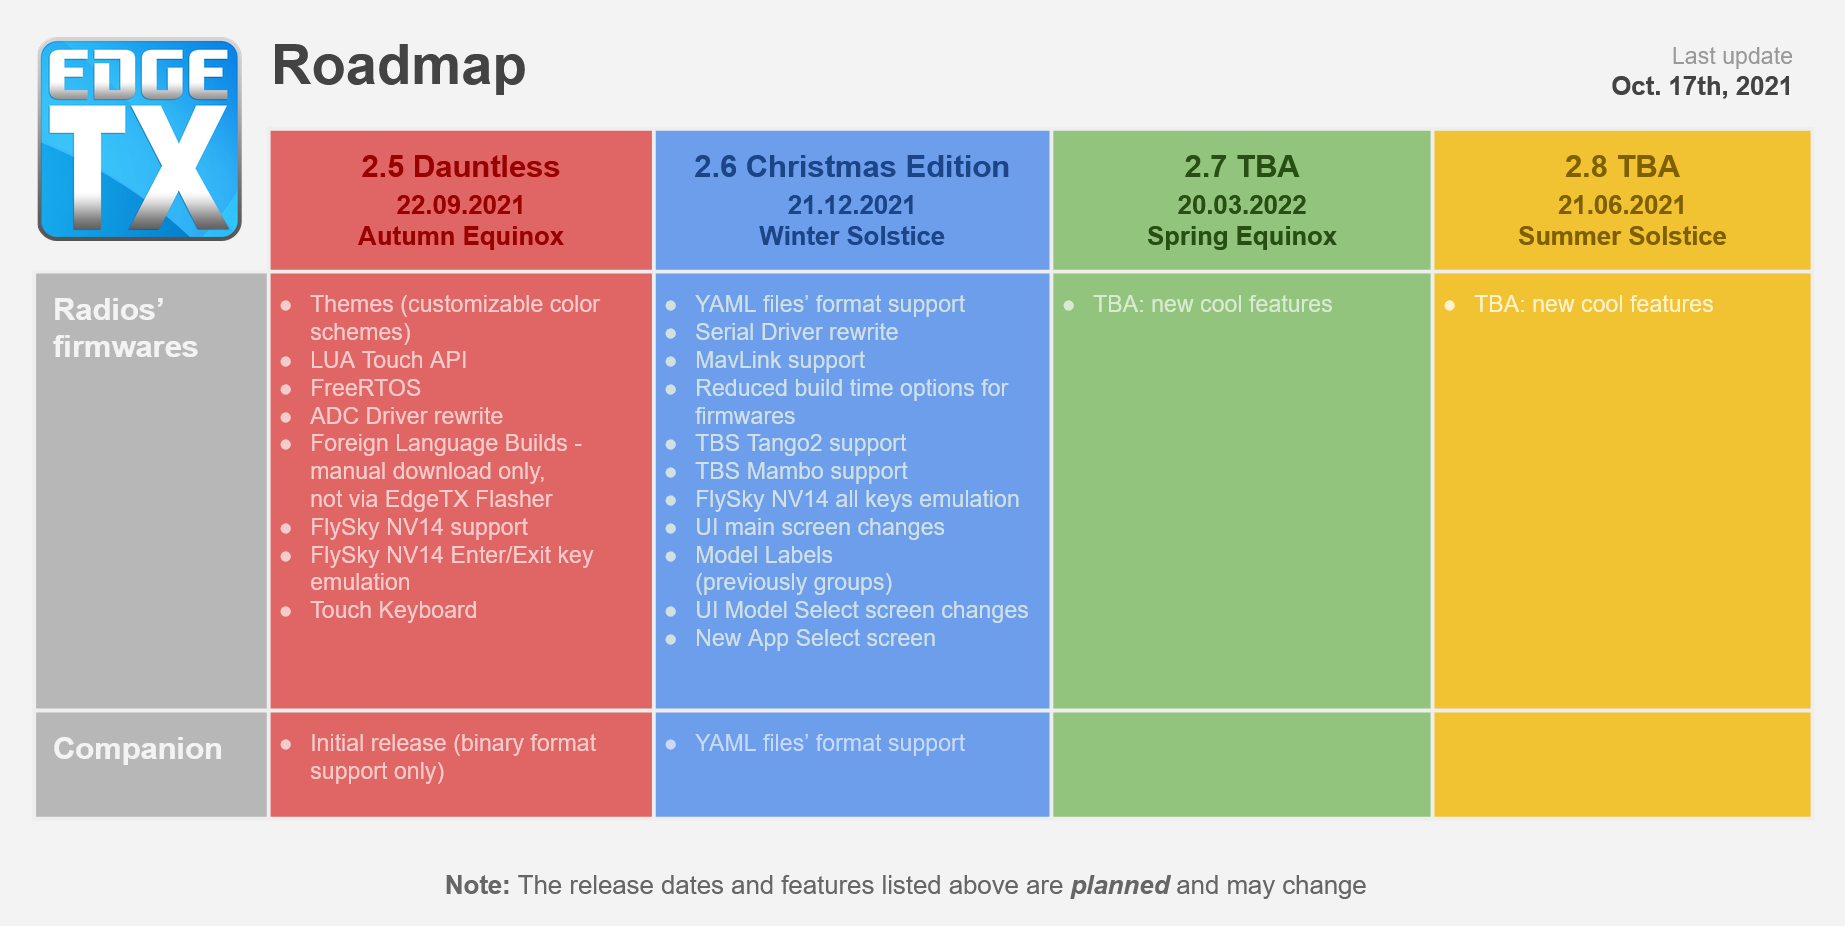 EDGE
TX
Roadmap
Last update
Oct. 17th, 2021
2.5 Dauntless
22.09.2021
Autumn Equinox
2.6 Christmas Edition
21.12.2021
Winter Solstice
2.7 TBA
20.03.2022
Spring Equinox
2.8 TBA
21.06.2021
Summer Solstice
Radios’
firmwares
● Themes (customizable color
schemes)
● LUA Touch API
● FreeRTOS
● ADC Driver rewrite
● Foreign Language Builds -
manual download only,
not via EdgeTX Flasher
● FlySky NV14 support
● FlySky NV14 Enter/Exit key
emulation
● Touch Keyboard
● YAML files’ format support
● Serial Driver rewrite
● MavLink support
● Reduced build time options for
firmwares
● TBS Tango2 support
● TBS Mambo support
● FlySky NV14 all keys emulation
● UI main screen changes
● Model Labels
(previously groups)
● UI Model Select screen changes
● New App Select screen
● TBA: new cool features
● TBA: new cool features
Companion
● Initial release (binary format
support only)
● YAML files’ format support
Note: The release dates and features listed above are planned and may change